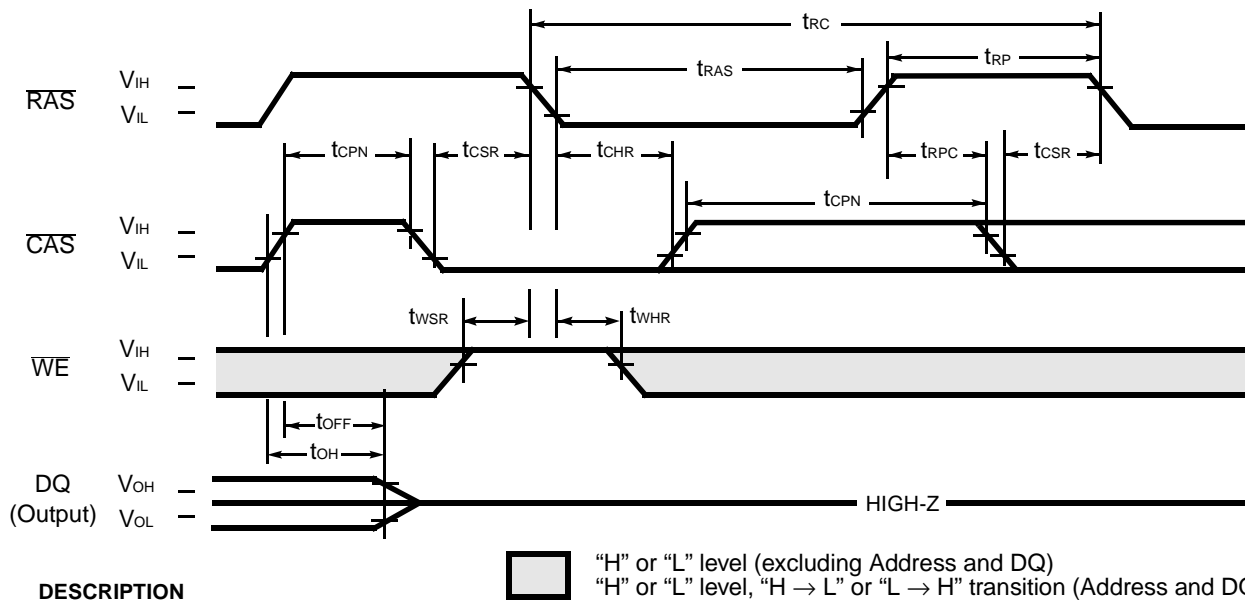 tRC
tRAS
tRP
RAS
VIH
VIL
tCPN
tCSR
tCHR
tRPC
tCSR
tCPN
CAS
VIH
VIL
tWSR
tWHR
WE
VIH
VIL
tOFF
tOH
DQ
(Output)
VOH
VOL
HIGH-Z
“H” or “L” level (excluding Address and DQ)
“H” or “L” level, “H → L” or “L → H” transition (Address and DQ
DESCRIPTION